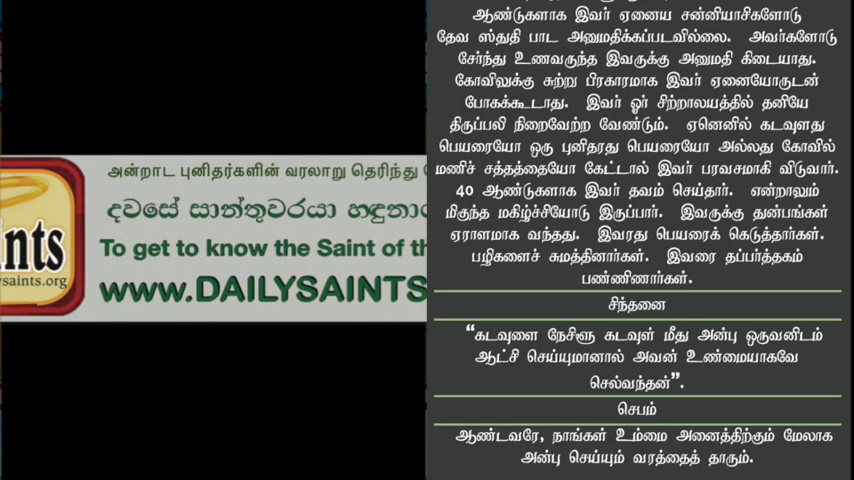 அன்றாட புனிதர்களின் வரலாறு தெரிந்து
දවසේ සාන්තුවරයා හඳුනා
To get to know the Saint of th
www.DAILYSAINTS
nts
ysaints.org
ஆண்டுகளாக இவர் ஏனைய சன்னியாசிகளோடு
தேவ ஸ்துதி பாட அனுமதிக்கப்படவில்லை. அவர்களோடு
சேர்ந்து உணவருந்த இவருக்கு அனுமதி கிடையாது.
கோவிலுக்கு சுற்று பிரகாரமாக இவர் ஏனையோருடன்
போகக்கூடாது. இவர் ஓர் சிற்றாலயத்தில் தனியே
திருப்பலி நிறைவேற்ற வேண்டும். ஏனெனில் கடவுளது
பெயரையோ ஒரு புனிதரது பெயரையோ அல்லது கோவில்
மணிச் சத்தத்தையோ கேட்டால் இவர் பரவசமாகி விடுவார்.
40 ஆண்டுகளாக இவர் தவம் செய்தார். என்றாலும்
மிகுந்த மகிழ்ச்சியோடு இருப்பார். இவருக்கு துன்பங்கள்
ஏராளமாக வந்தது. இவரது பெயரைக் கெடுத்தார்கள்.
பழிகளைச் சுமத்தினார்கள். இவரை தப்பர்த்தகம்
பண்ணினார்கள்.
சிந்தனை
“கடவுளை நேசிளு கடவுள் மீது அன்பு ஒருவனிடம்
ஆட்சி செய்யுமானால் அவன் உண்மையாகவே
செல்வந்தன்”.
செபம்
ஆண்டவரே, நாங்கள் உம்மை அனைத்திற்கும் மேலாக
அன்பு செய்யும் வரத்தைத் தாரும்.